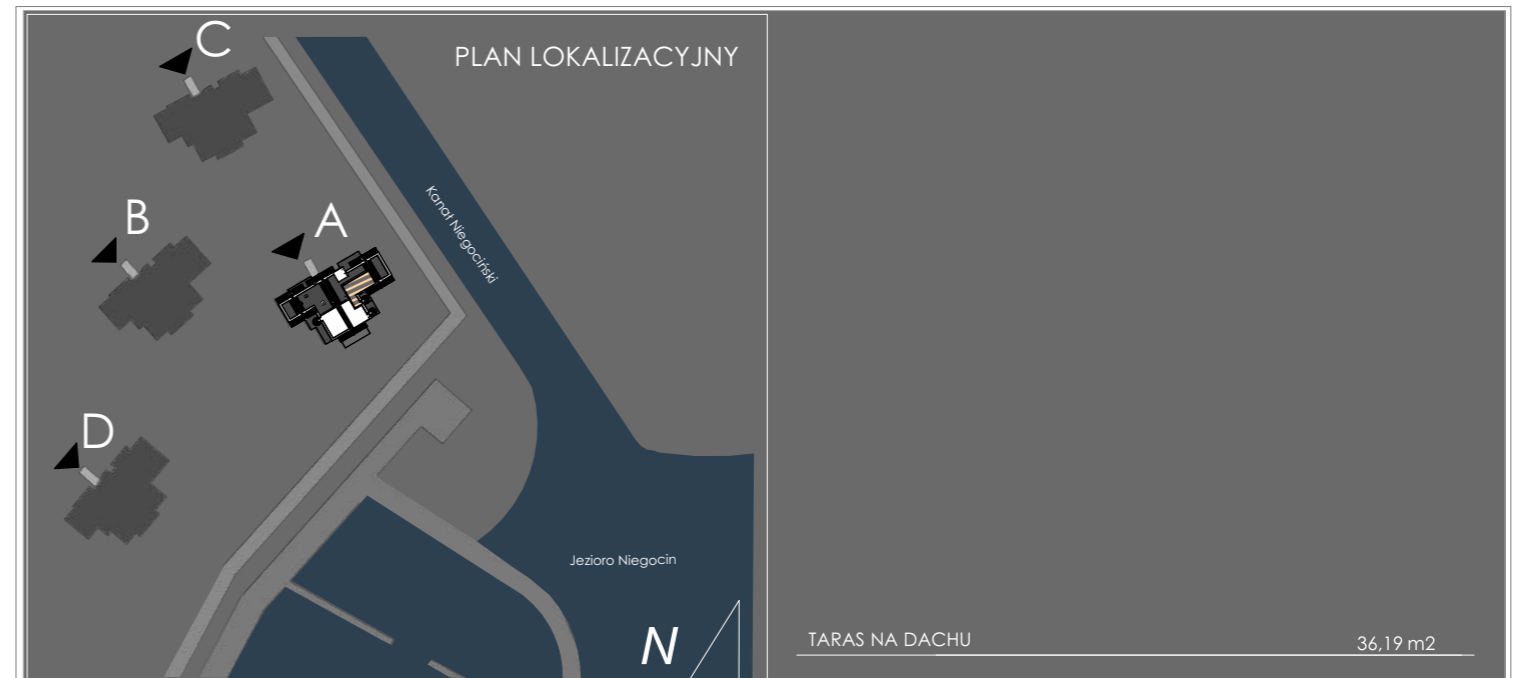 PLAN LOKALIZACYJNY
C
B
A
Kanał Niegociński
D
Jezioro Niegocin
N
TARAS NA DACHU 36,19 m2